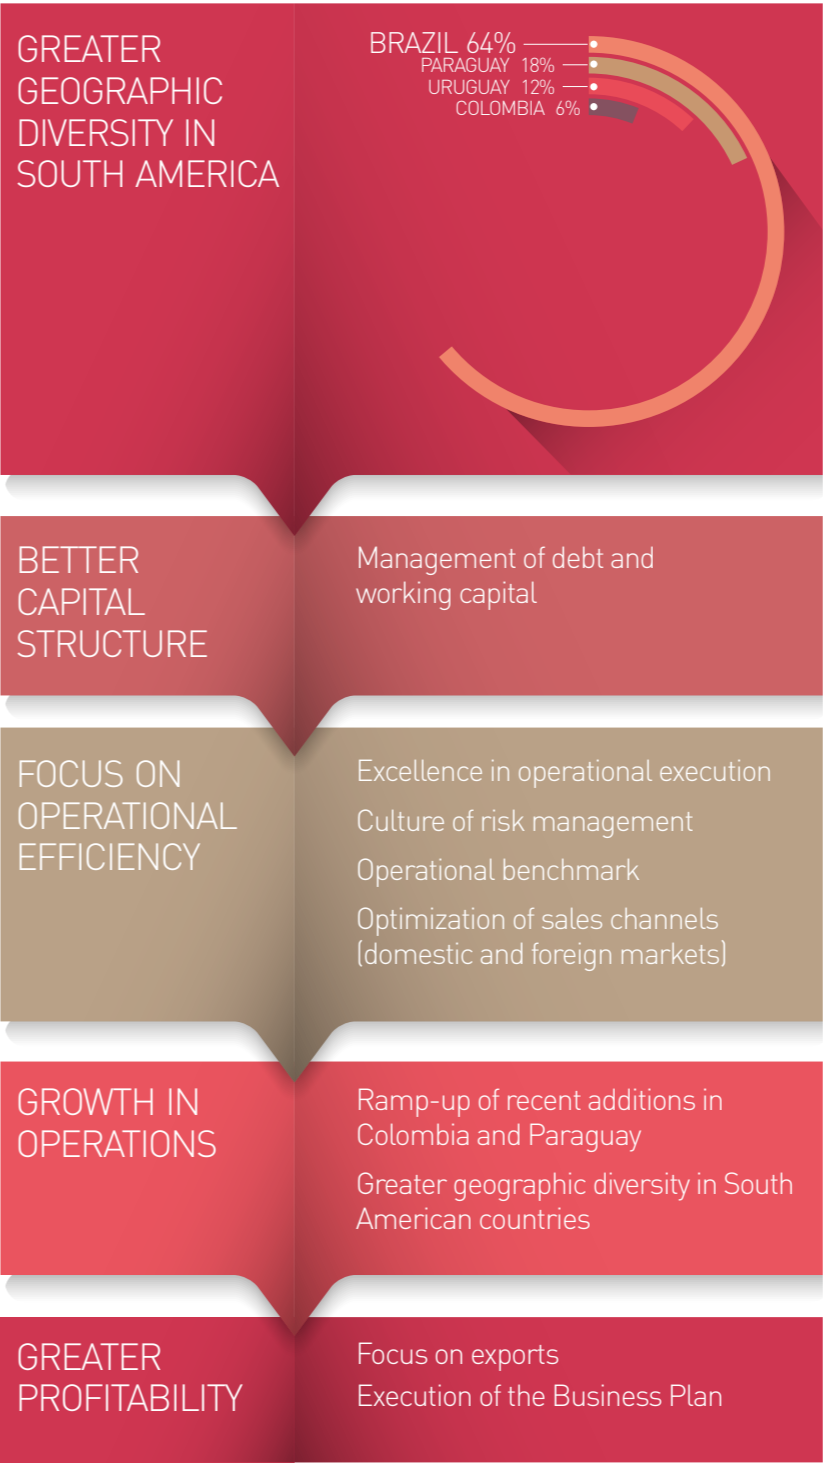 GREATER
GEOGRAPHIC
DIVERSITY IN
SOUTH AMERICA
BRAZIL 64%
PARAGUAY 18%
URUGUAY 12%
COLOMBIA 6%
BETTER
CAPITAL
STRUCTURE
Management of debt and
working capital
FOCUS ON
OPERATIONAL
EFFICIENCY
Excellence in operational execution
Culture of risk management
Operational benchmark
Optimization of sales channels
(domestic and foreign markets)
GROWTH IN
OPERATIONS
Ramp-up of recent additions in
Colombia and Paraguay
Greater geographic diversity in South
American countries
GREATER
PROFITABILITY
Focus on exports
Execution of the Business Plan